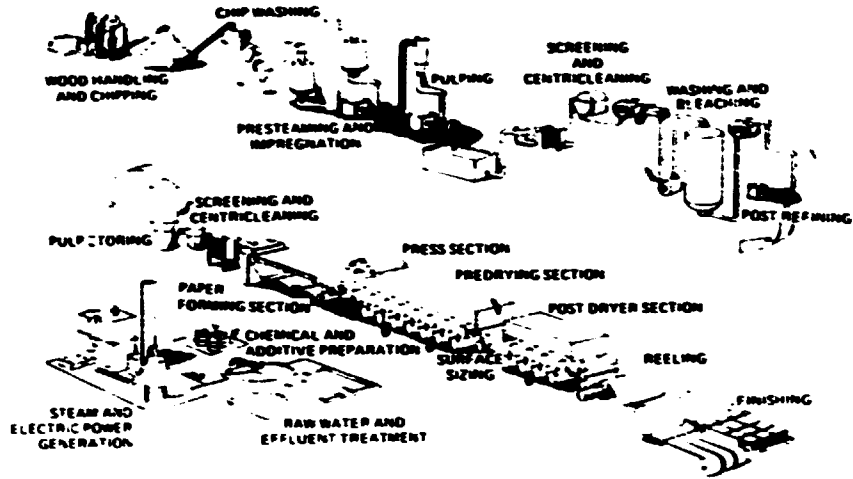 CHIP WASHING
WOOD HANDLING
AND CHIPPING
PRESTEAMING AND
IMPREGNATION
PULPING
SCREENING
AND
CENTRICLEANING
WASHING AND
BLEACHING
POST REFINING
SCREENING AND
CENTRICLEANING
PULP STORING
PRESS SECTION
PREDRYING SECTION
PAPER
FORMING SECTION
POST DRYER SECTION
CHEMICAL AND
ADDITIVE PREPARATION
SURFACE
SIZING
REELING
FINISHING
STEAM AND
ELECTRIC POWER
GENERATION
RAW WATER AND
EFFLUENT TREATMENT